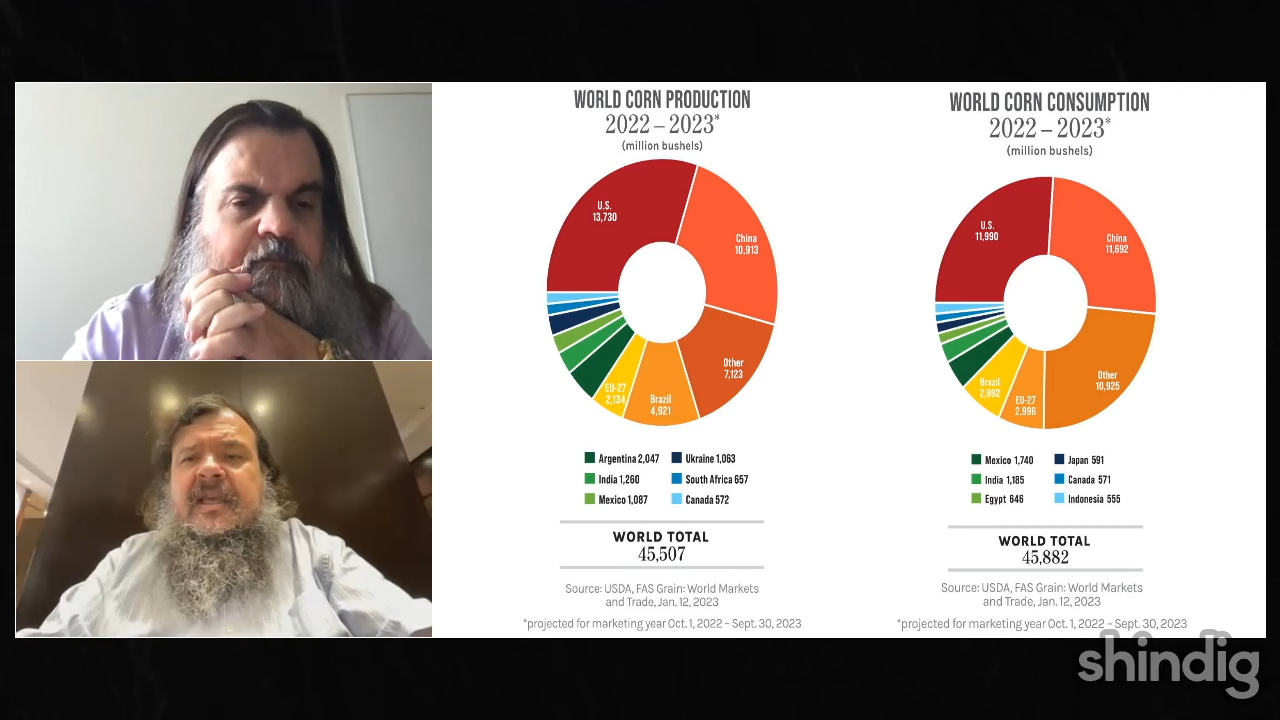 WORLD CORN PRODUCTION
2022 – 2023*
(million bushels)
U.S.
13,730
China
10,913
Other
7,123
Brazil
4,921
EU-27
2,134
Argentina 2,047
Ukraine 1,063
India 1,260
South Africa 657
Mexico 1,087
Canada 572
WORLD TOTAL
45,507
Source: USDA, FAS Grain: World Markets
and Trade, Jan. 12, 2023
*projected for marketing year Oct. 1, 2022 – Sept. 30, 2023
WORLD CORN CONSUMPTION
2022 – 2023*
(million bushels)
U.S.
11,990
China
11,692
Other
10,925
EU-27
2,996
Brazil
2,992
Mexico 1,740
Japan 591
India 1,185
Canada 571
Egypt 646
Indonesia 555
WORLD TOTAL
45,882
Source: USDA, FAS Grain: World Markets
and Trade, Jan. 12, 2023
*projected for marketing year Oct. 1, 2022 – Sept. 30, 2023
shindig